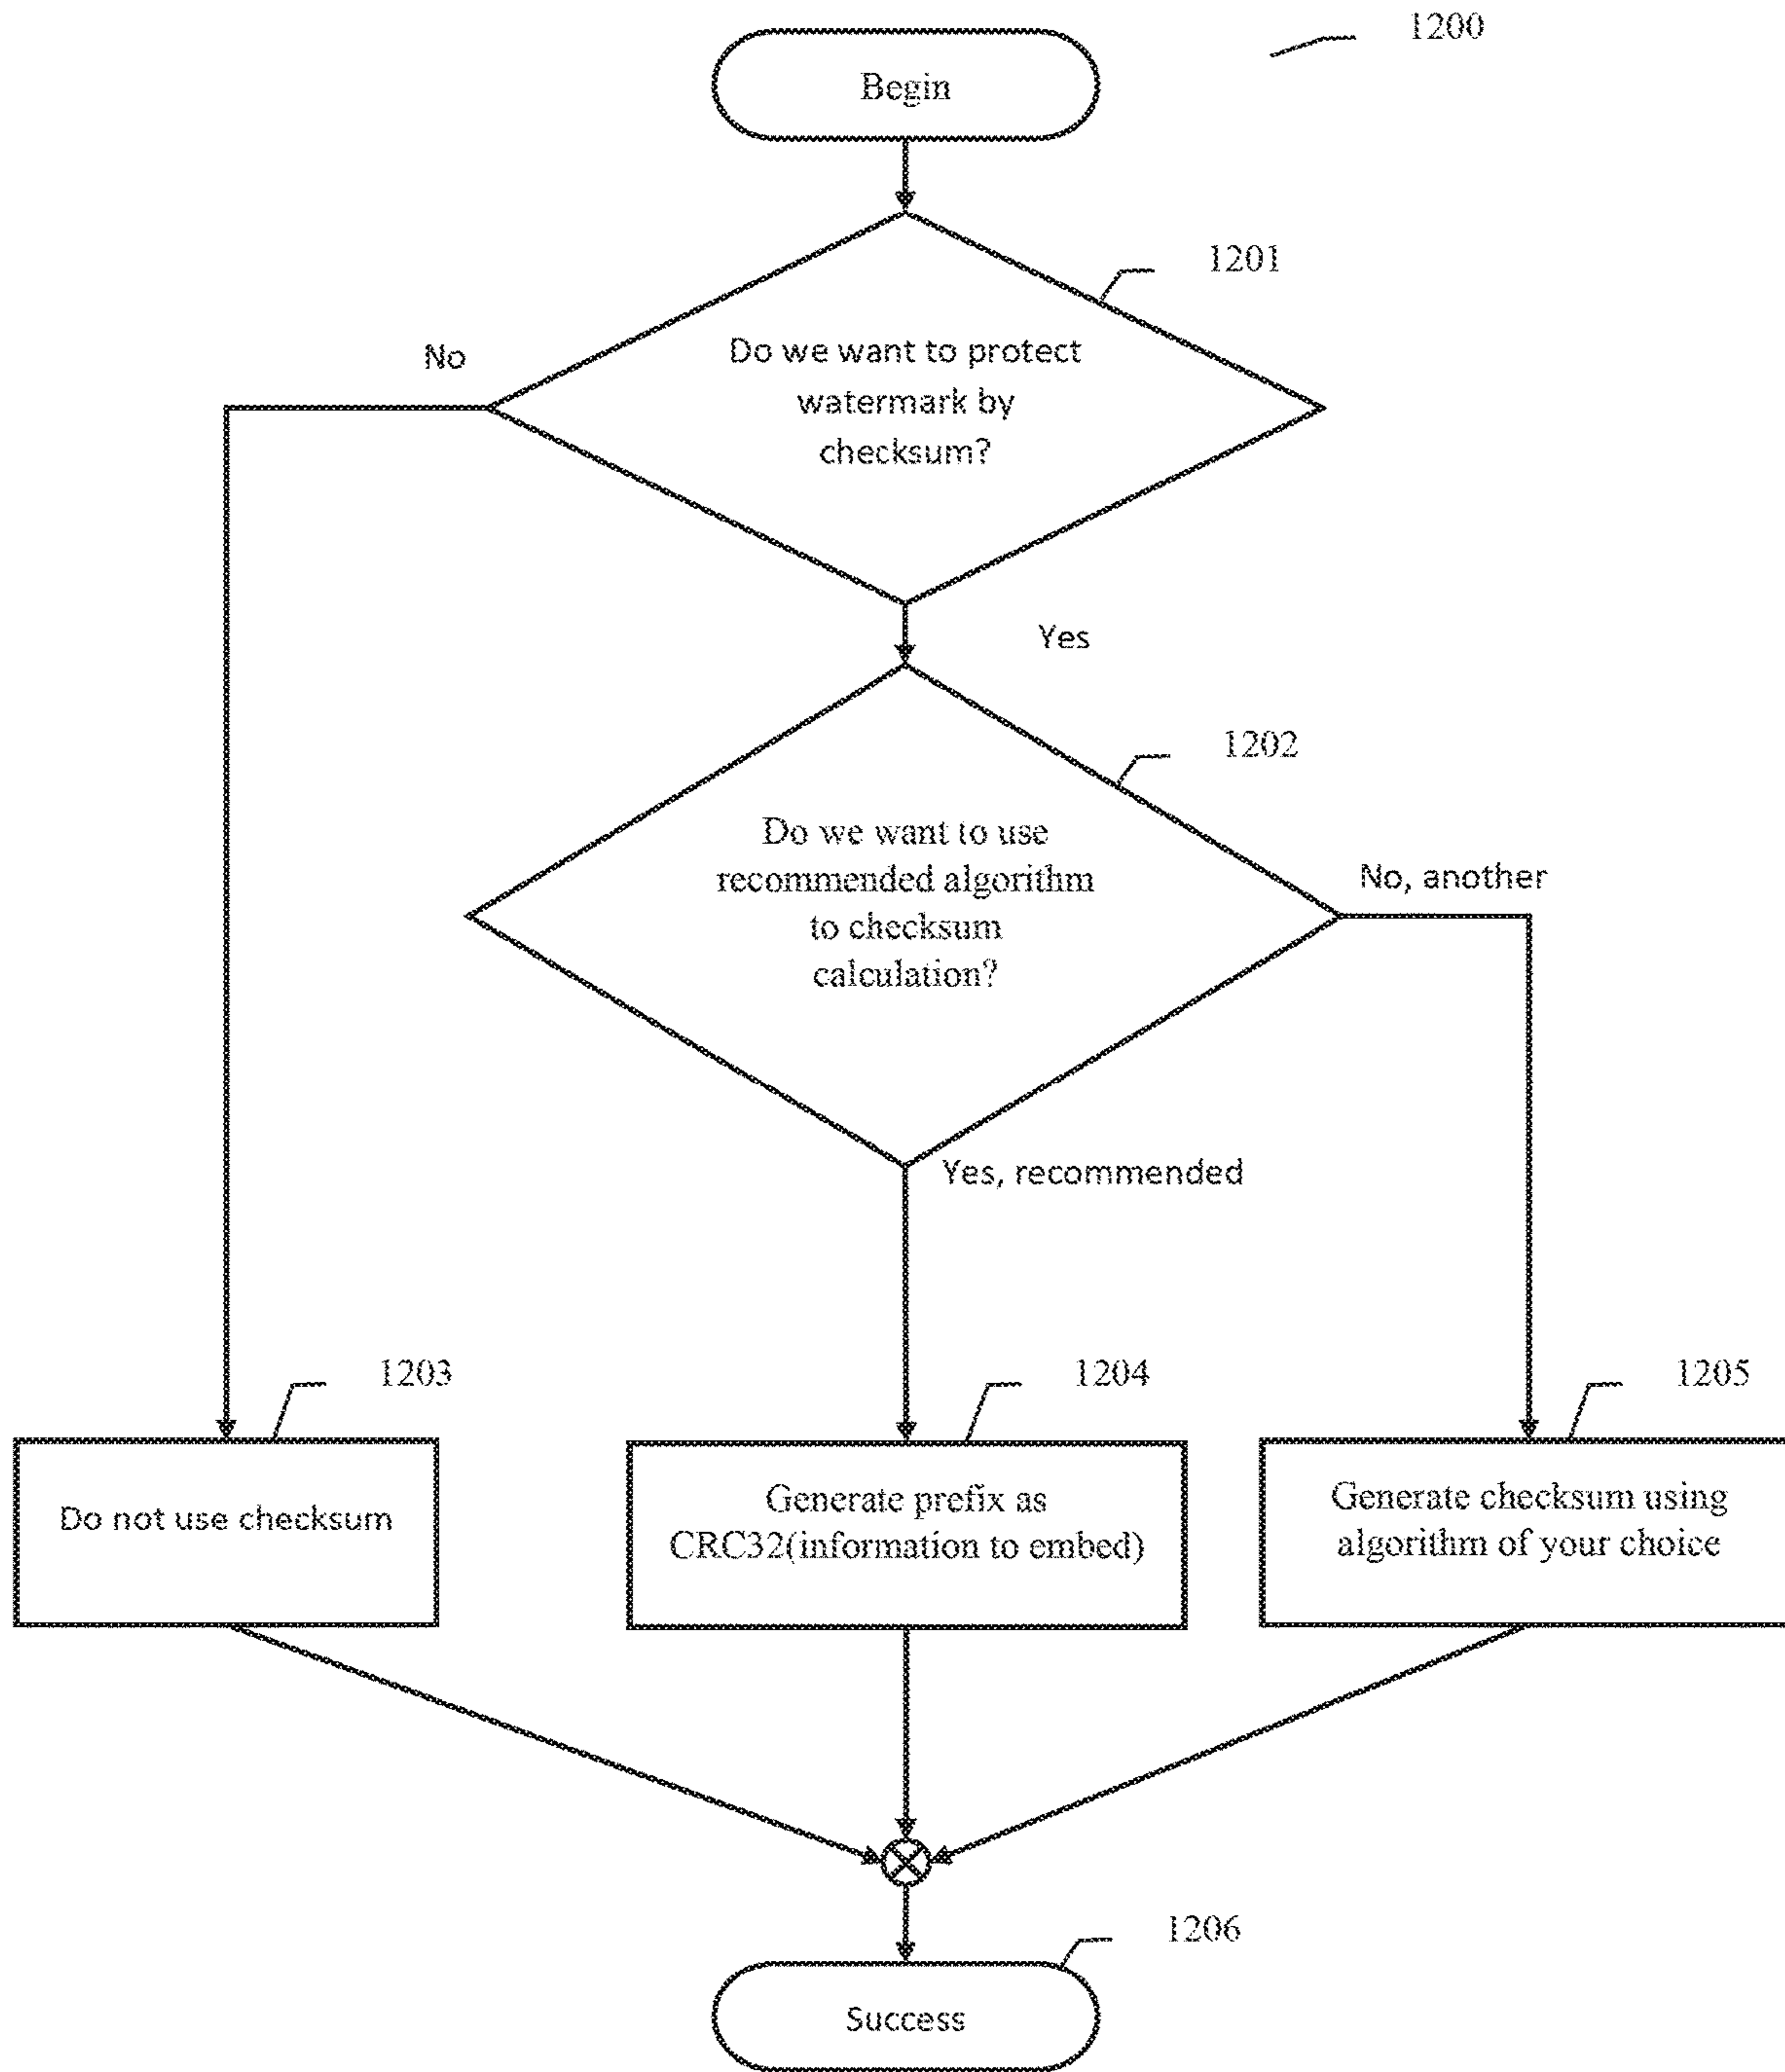 1200
Begin
1201
No
Do we want to protect
watermark by
checksum?
Yes
1202
Do we want to use
recommended algorithm
to checksum
calculation?
No, another
Yes, recommended
1203
1204
1205
Do not use checksum
Generate prefix as
CRC32(information to embed)
Generate checksum using
algorithm of your choice
1206
Success